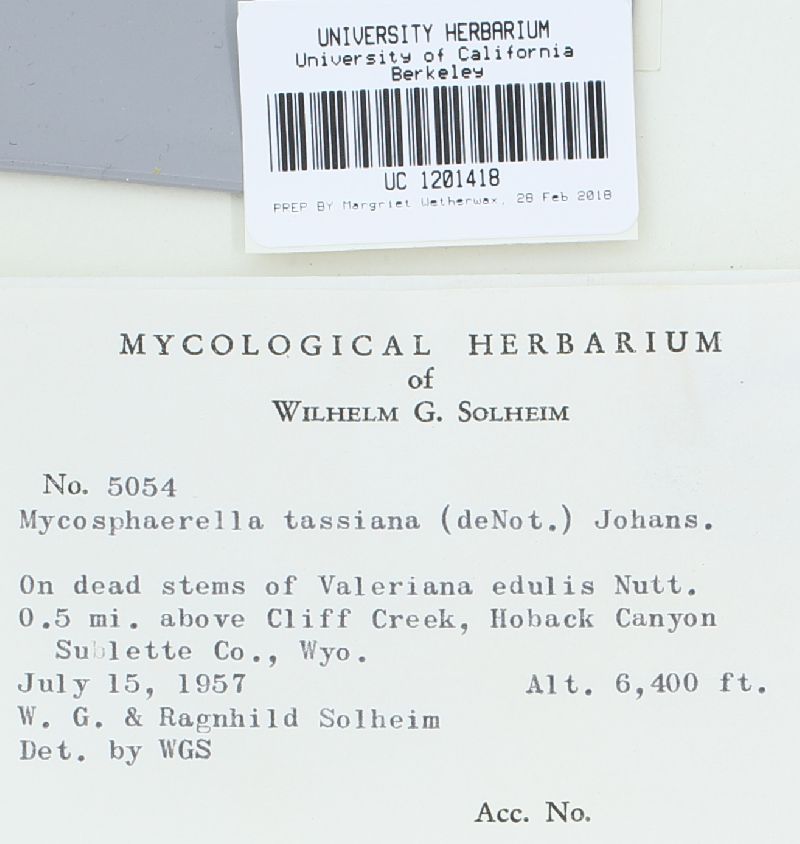 UNIVERSITY HERBARIUM
University of California
Berkeley
UC 1201418
PREP BY Margriet Wetherwax, 28 Feb 2018
MYCOLOGICAL HERBARIUM
of
WILHELM G. SOLHEIM
No. 5054
Mycosphaerella tassiana (deNot.) Johans.
On dead stems of Valeriana edulis Nutt.
0.5 mi. above Cliff Creek, Hoback Canyon
Sublette Co., Wyo.
July 15, 1957 Alt. 6,400 ft.
W. G. & Ragnhild Solheim
Det. by WGS
Acc. No.